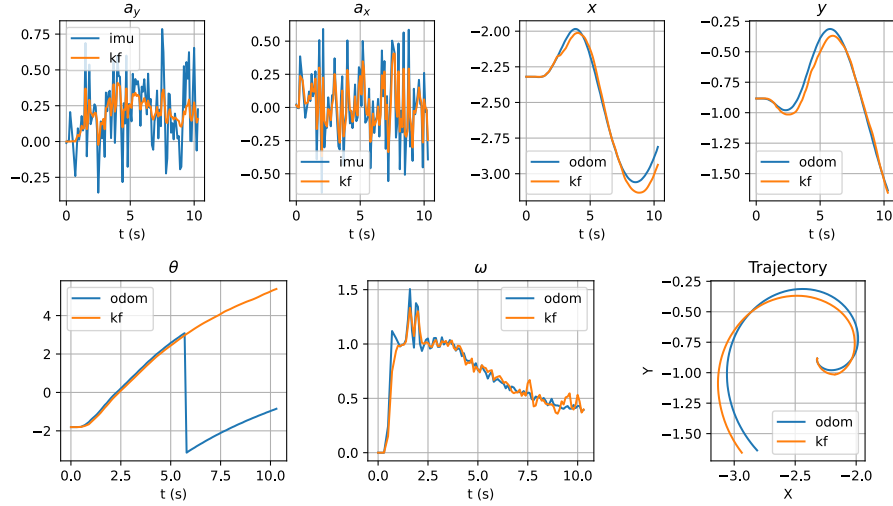 a_y
a_x
x
y
0.75
0.50
0.25
0.00
−0.25
imu
kf
0
5
10
t (s)
0.50
0.25
0.00
−0.25
−0.50
imu
kf
0
5
10
t (s)
−2.00
−2.25
−2.50
−2.75
−3.00
odom
kf
0
5
10
t (s)
−0.25
−0.50
−0.75
−1.00
−1.25
−1.50
odom
kf
0
5
10
t (s)
θ
ω
Trajectory
4
2
0
−2
odom
kf
0.0
2.5
5.0
7.5
10.0
t (s)
1.5
1.0
0.5
0.0
odom
kf
0.0
2.5
5.0
7.5
10.0
t (s)
−0.25
−0.50
−0.75
−1.00
−1.25
−1.50
Y
odom
kf
−3.0
−2.5
−2.0
X